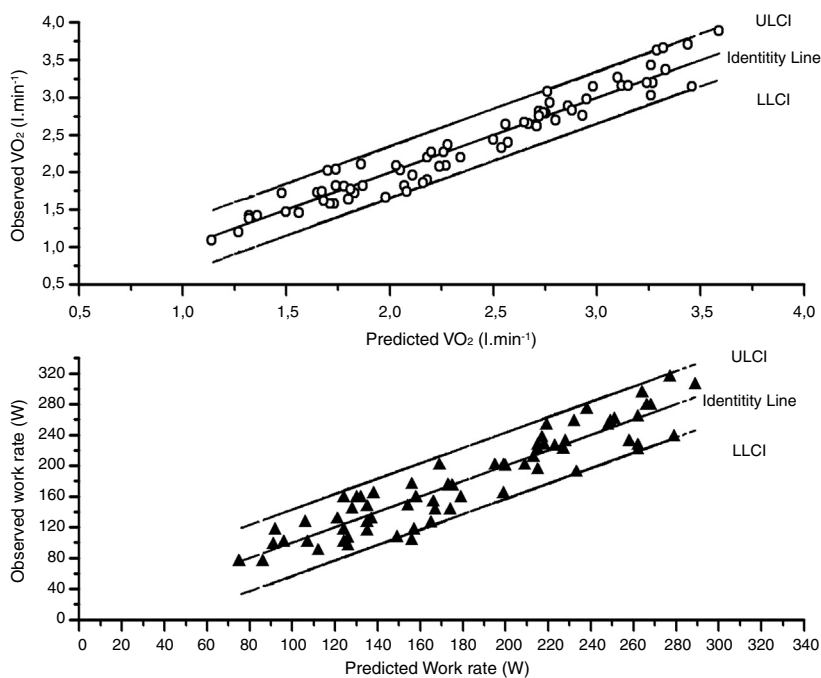 4,0
3,5
3,0
2,5
2,0
1,5
1,0
0,5
Observed VO₂ (l.min⁻¹)
ULCI
Identitity Line
LLCI
0,5 1,0 1,5 2,0 2,5 3,0 3,5 4,0
Predicted VO₂ (l.min⁻¹)
320
280
240
200
160
120
80
40
0
Observed work rate (W)
ULCI
Identitity Line
LLCI
0 20 40 60 80 100 120 140 160 180 200 220 240 260 280 300 320 340
Predicted Work rate (W)